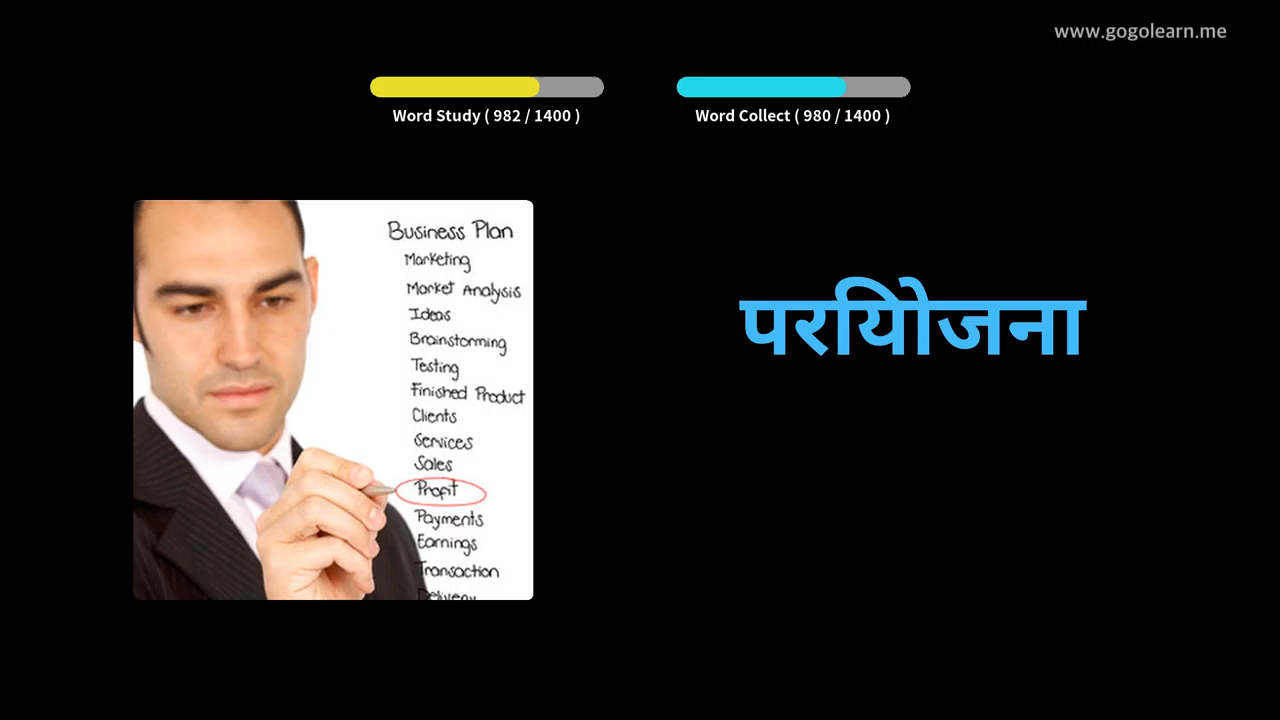 www.gogolearn.me
Word Study ( 982 / 1400 )
Word Collect ( 980 / 1400 )
Business Plan
Marketing
Market Analysis
Ideas
Brainstorming
Testing
Finished Product
Clients
Services
Sales
Profit
Payments
Earnings
Transaction
Delivery
परियोजना